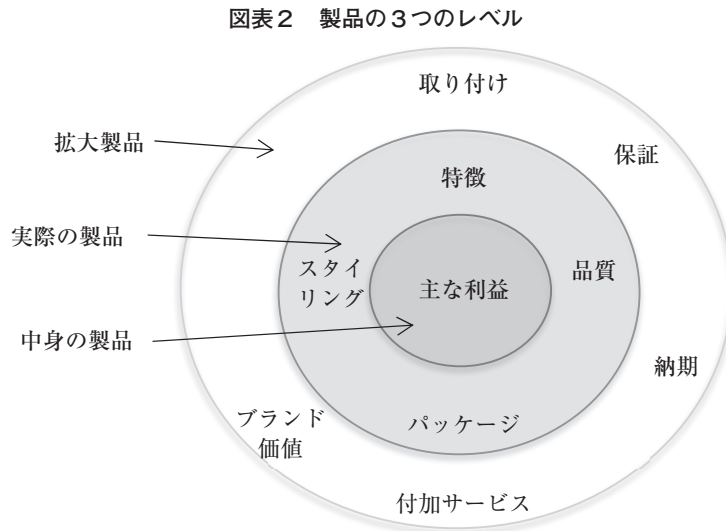 図表2 製品の3つのレベル
取り付け
拡大製品
保証
特徴
実際の製品
スタイ
リング
品質
主な利益
中身の製品
納期
ブランド
価値
パッケージ
付加サービス